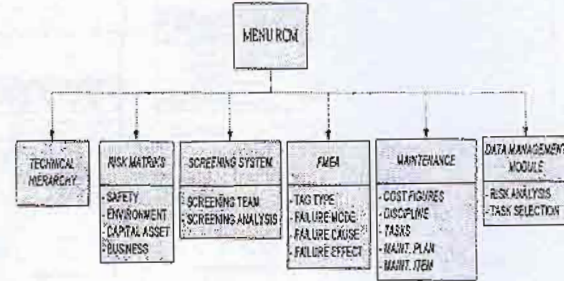 MENU RCM
TECHNICAL
HIERARCHY
RISK MATRIKS
- SAFETY
- ENVIRONMENT
- CAPITAL ASSET
- BUSINESS
SCREENING SYSTEM
- SCREENING TEAM
- SCREENING ANALYSIS
FMEA
- TAG TYPE
- FAILURE MODE
- FAILURE CAUSE
- FAILURE EFFECT
MAINTENANCE
- COST FIGURES
- DISCIPLINE
- TASKS
- MAINT. PLAN
- MAINT. ITEM
DATA MANAGEMENT
MODULE
- RISK ANALYSIS
- TASK SELECTION